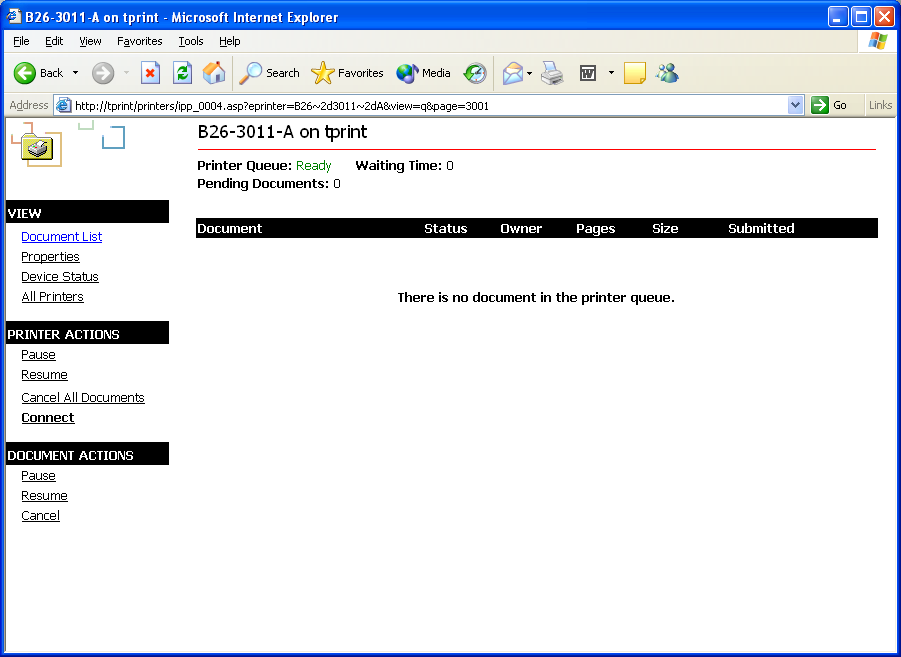 B26-3011-A on tprint - Microsoft Internet Explorer
File Edit View Favorites Tools Help
Back Search Favorites Media
Address http://tprint/printers/ipp_0004.asp?eprinter=B26~2d3011~2dA&view=q&page=3001 Go Links
B26-3011-A on tprint
Printer Queue: Ready Waiting Time: 0
Pending Documents: 0
VIEW
Document List
Properties
Device Status
All Printers
PRINTER ACTIONS
Pause
Resume
Cancel All Documents
Connect
DOCUMENT ACTIONS
Pause
Resume
Cancel
Document Status Owner Pages Size Submitted
There is no document in the printer queue.